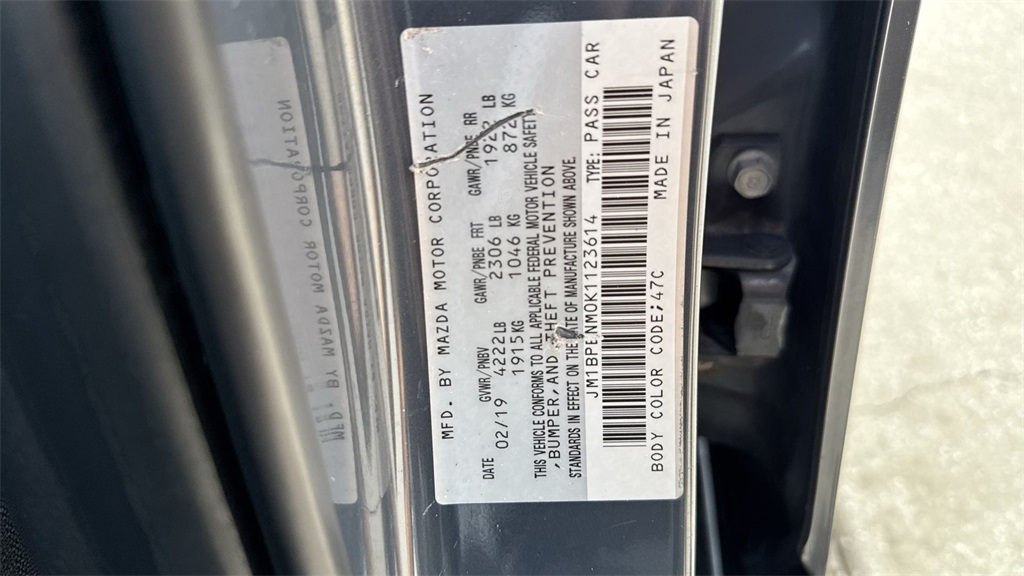 MFD. BY MAZDA MOTOR CORPORATION
DATE GVWR/PNBV GAWR/PNBE FRT GAWR/PNBE RR
02/19 4222LB 2306 LB LB
1915KG 1046 KG 872 KG
THIS VEHICLE CONFORMS TO ALL APPLICABLE FEDERAL MOTOR VEHICLE SAFETY
,BUMPER,AND THEFT PREVENTION
STANDARDS IN EFFECT ON THE DATE OF MANUFACTURE SHOWN ABOVE.
TYPE: PASS CAR
BODY COLOR CODE;47C MADE IN JAPAN
MFD. BY MAZDA MOTOR CORPORATION